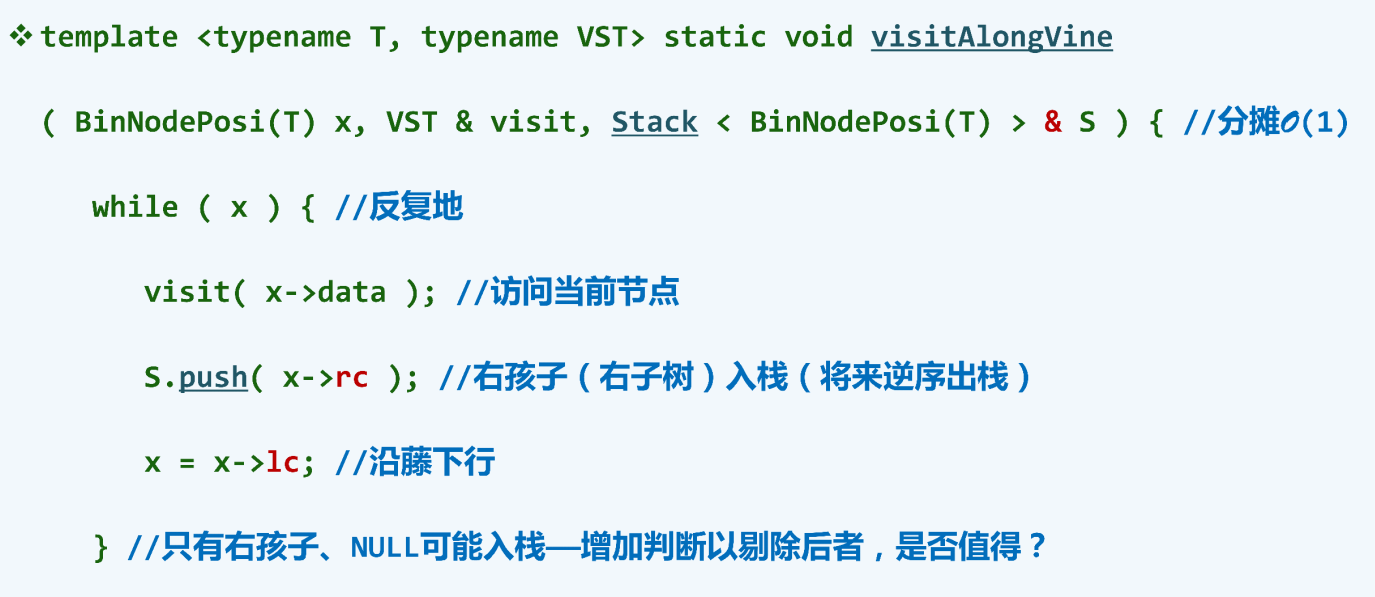 ❖template <typename T, typename VST> static void visitAlongVine
( BinNodePosi(T) x, VST & visit, Stack < BinNodePosi(T) > & S ) { //分摊O(1)
while ( x ) { //反复地
visit( x->data ); //访问当前节点
S.push( x->rc ); //右孩子（右子树）入栈（将来逆序出栈）
x = x->lc; //沿藤下行
} //只有右孩子、NULL可能入栈——增加判断以剔除后者，是否值得？